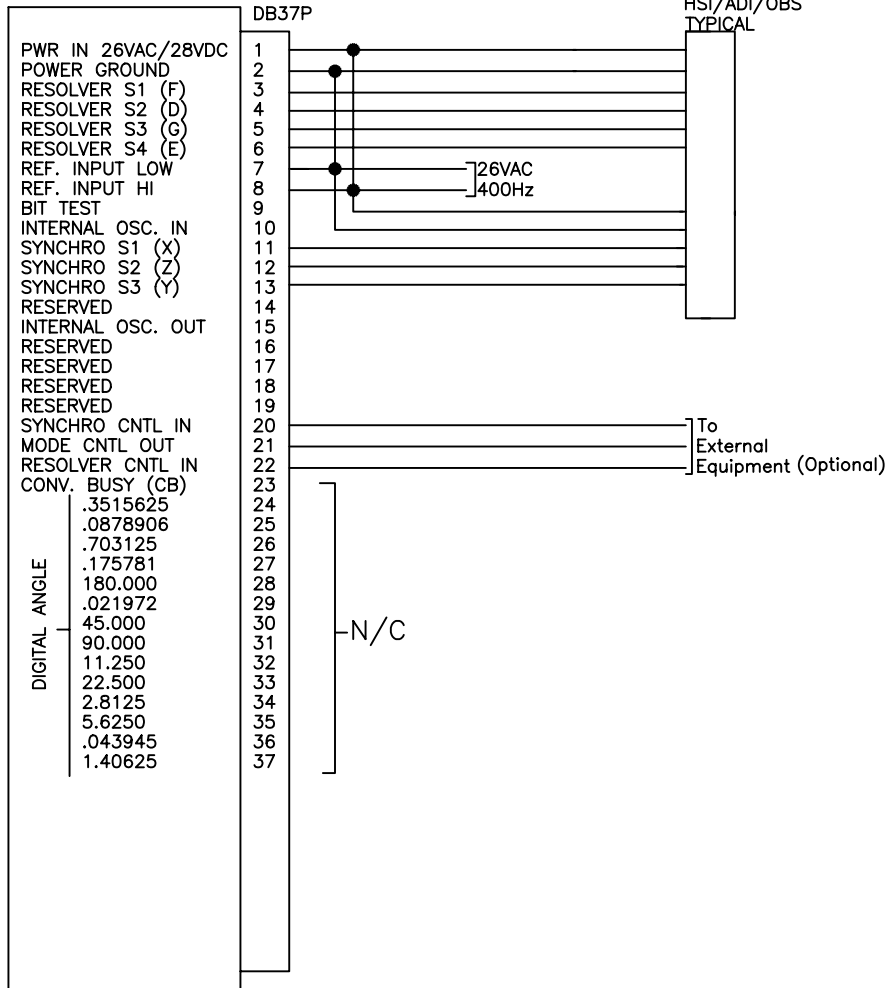 DB37P
HSI/ADI/OBS
TYPICAL
PWR IN 26VAC/28VDC 1
POWER GROUND 2
RESOLVER S1 (F) 3
RESOLVER S2 (D) 4
RESOLVER S3 (G) 5
RESOLVER S4 (E) 6
REF. INPUT LOW 7 26VAC
REF. INPUT HI 8 400Hz
BIT TEST 9
INTERNAL OSC. IN 10
SYNCHRO S1 (X) 11
SYNCHRO S2 (Z) 12
SYNCHRO S3 (Y) 13
RESERVED 14
INTERNAL OSC. OUT 15
RESERVED 16
RESERVED 17
RESERVED 18
RESERVED 19
SYNCHRO CNTL IN 20 To
MODE CNTL OUT 21 External
RESOLVER CNTL IN 22 Equipment (Optional)
CONV. BUSY (CB) 23
.3515625 24
.0878906 25
.703125 26
.175781 27
180.000 28
.021972 29
45.000 30
90.000 31
11.250 32
22.500 33
2.8125 34
5.6250 35
.043945 36
1.40625 37
DIGITAL ANGLE
N/C